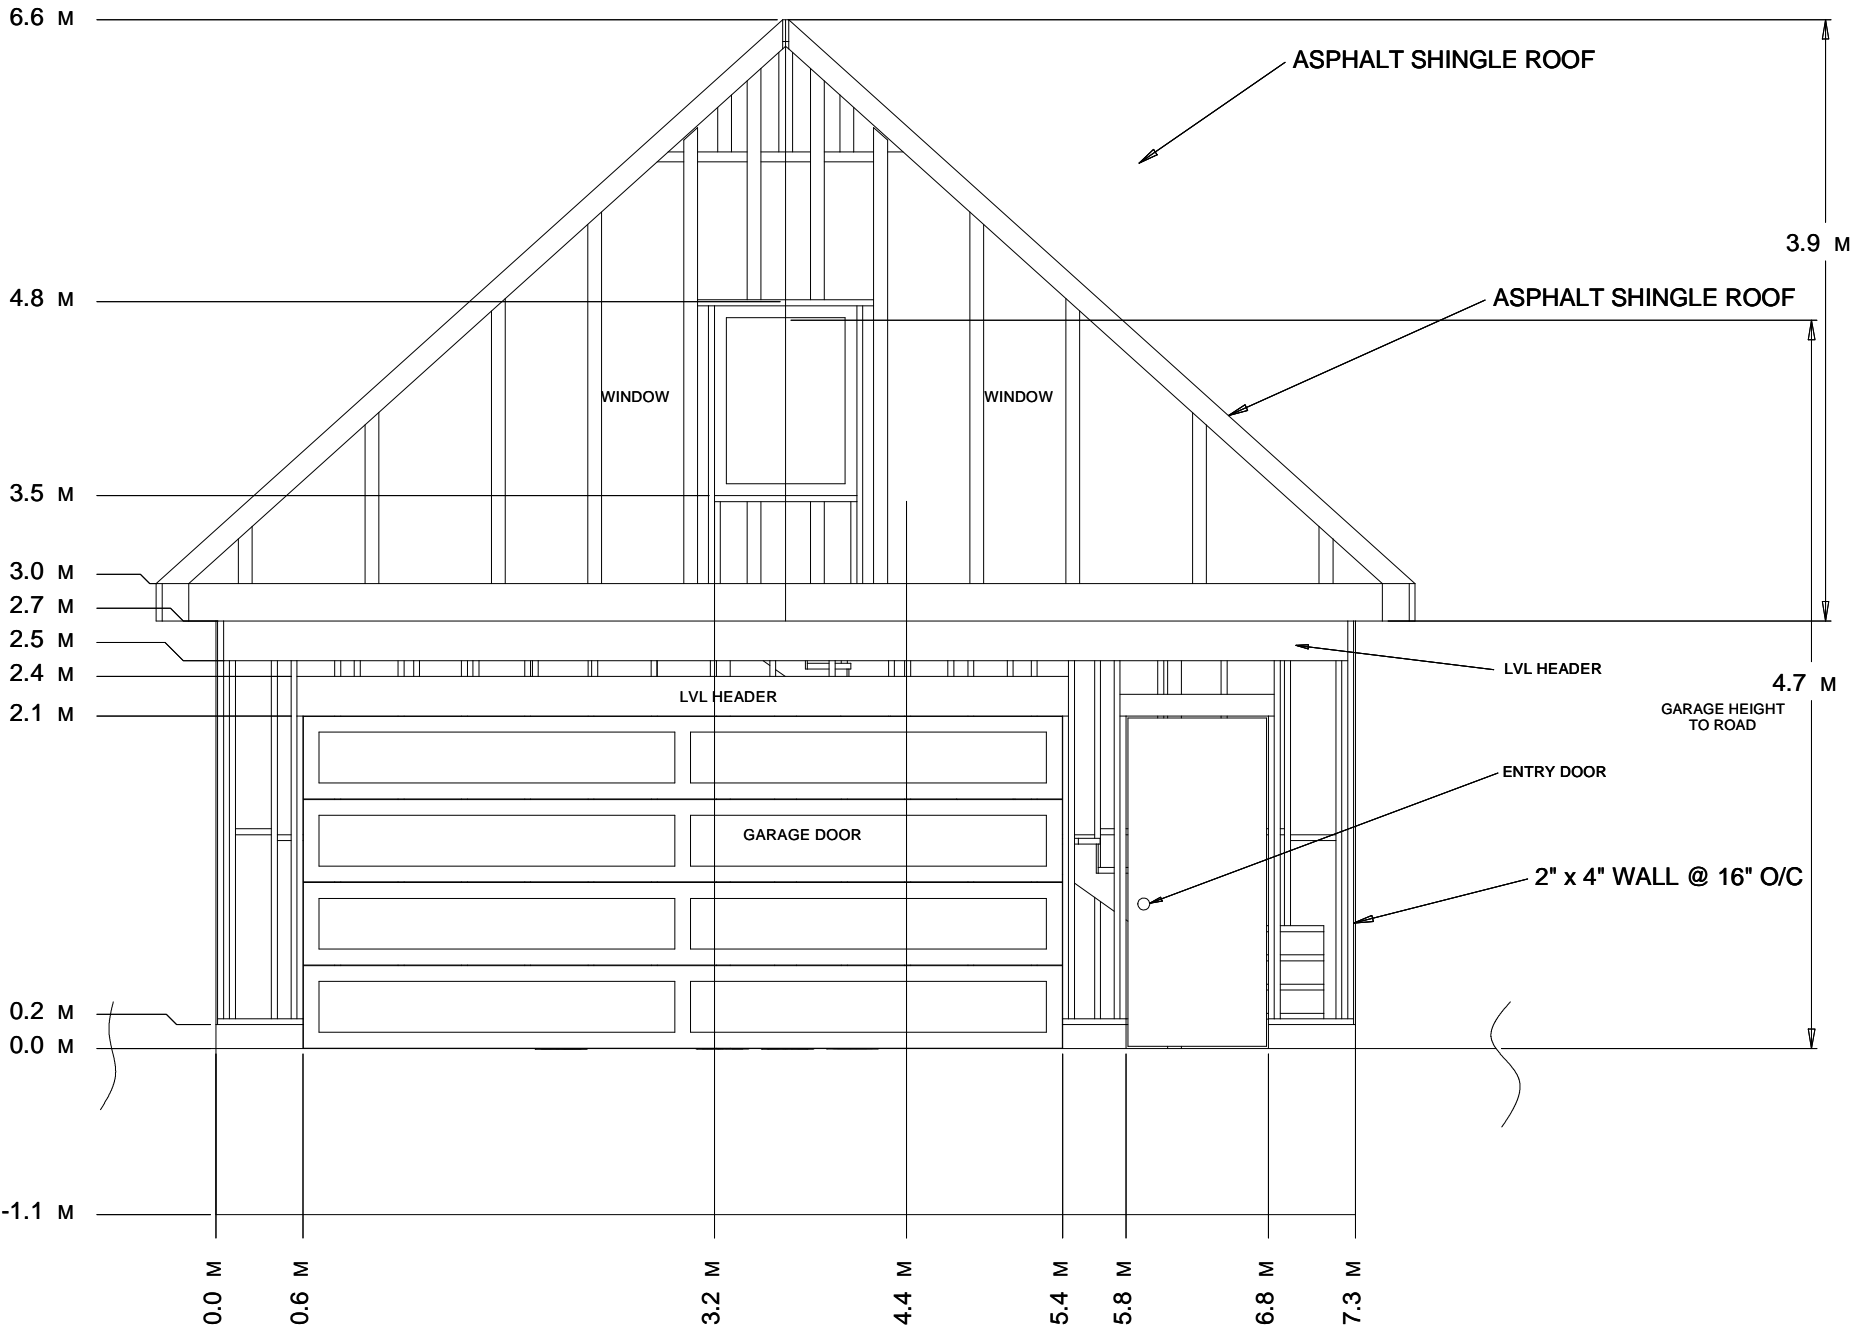 6.6 M
ASPHALT SHINGLE ROOF
3.9 M
4.8 M
ASPHALT SHINGLE ROOF
WINDOW
WINDOW
3.5 M
3.0 M
2.7 M
2.5 M
2.4 M
LVL HEADER
4.7 M
LVL HEADER
2.1 M
GARAGE HEIGHT
TO ROAD
ENTRY DOOR
GARAGE DOOR
2" x 4" WALL @ 16" O/C
0.2 M
0.0 M
-1.1 M
0.0 M
0.6 M
3.2 M
4.4 M
5.4 M
5.8 M
6.8 M
7.3 M